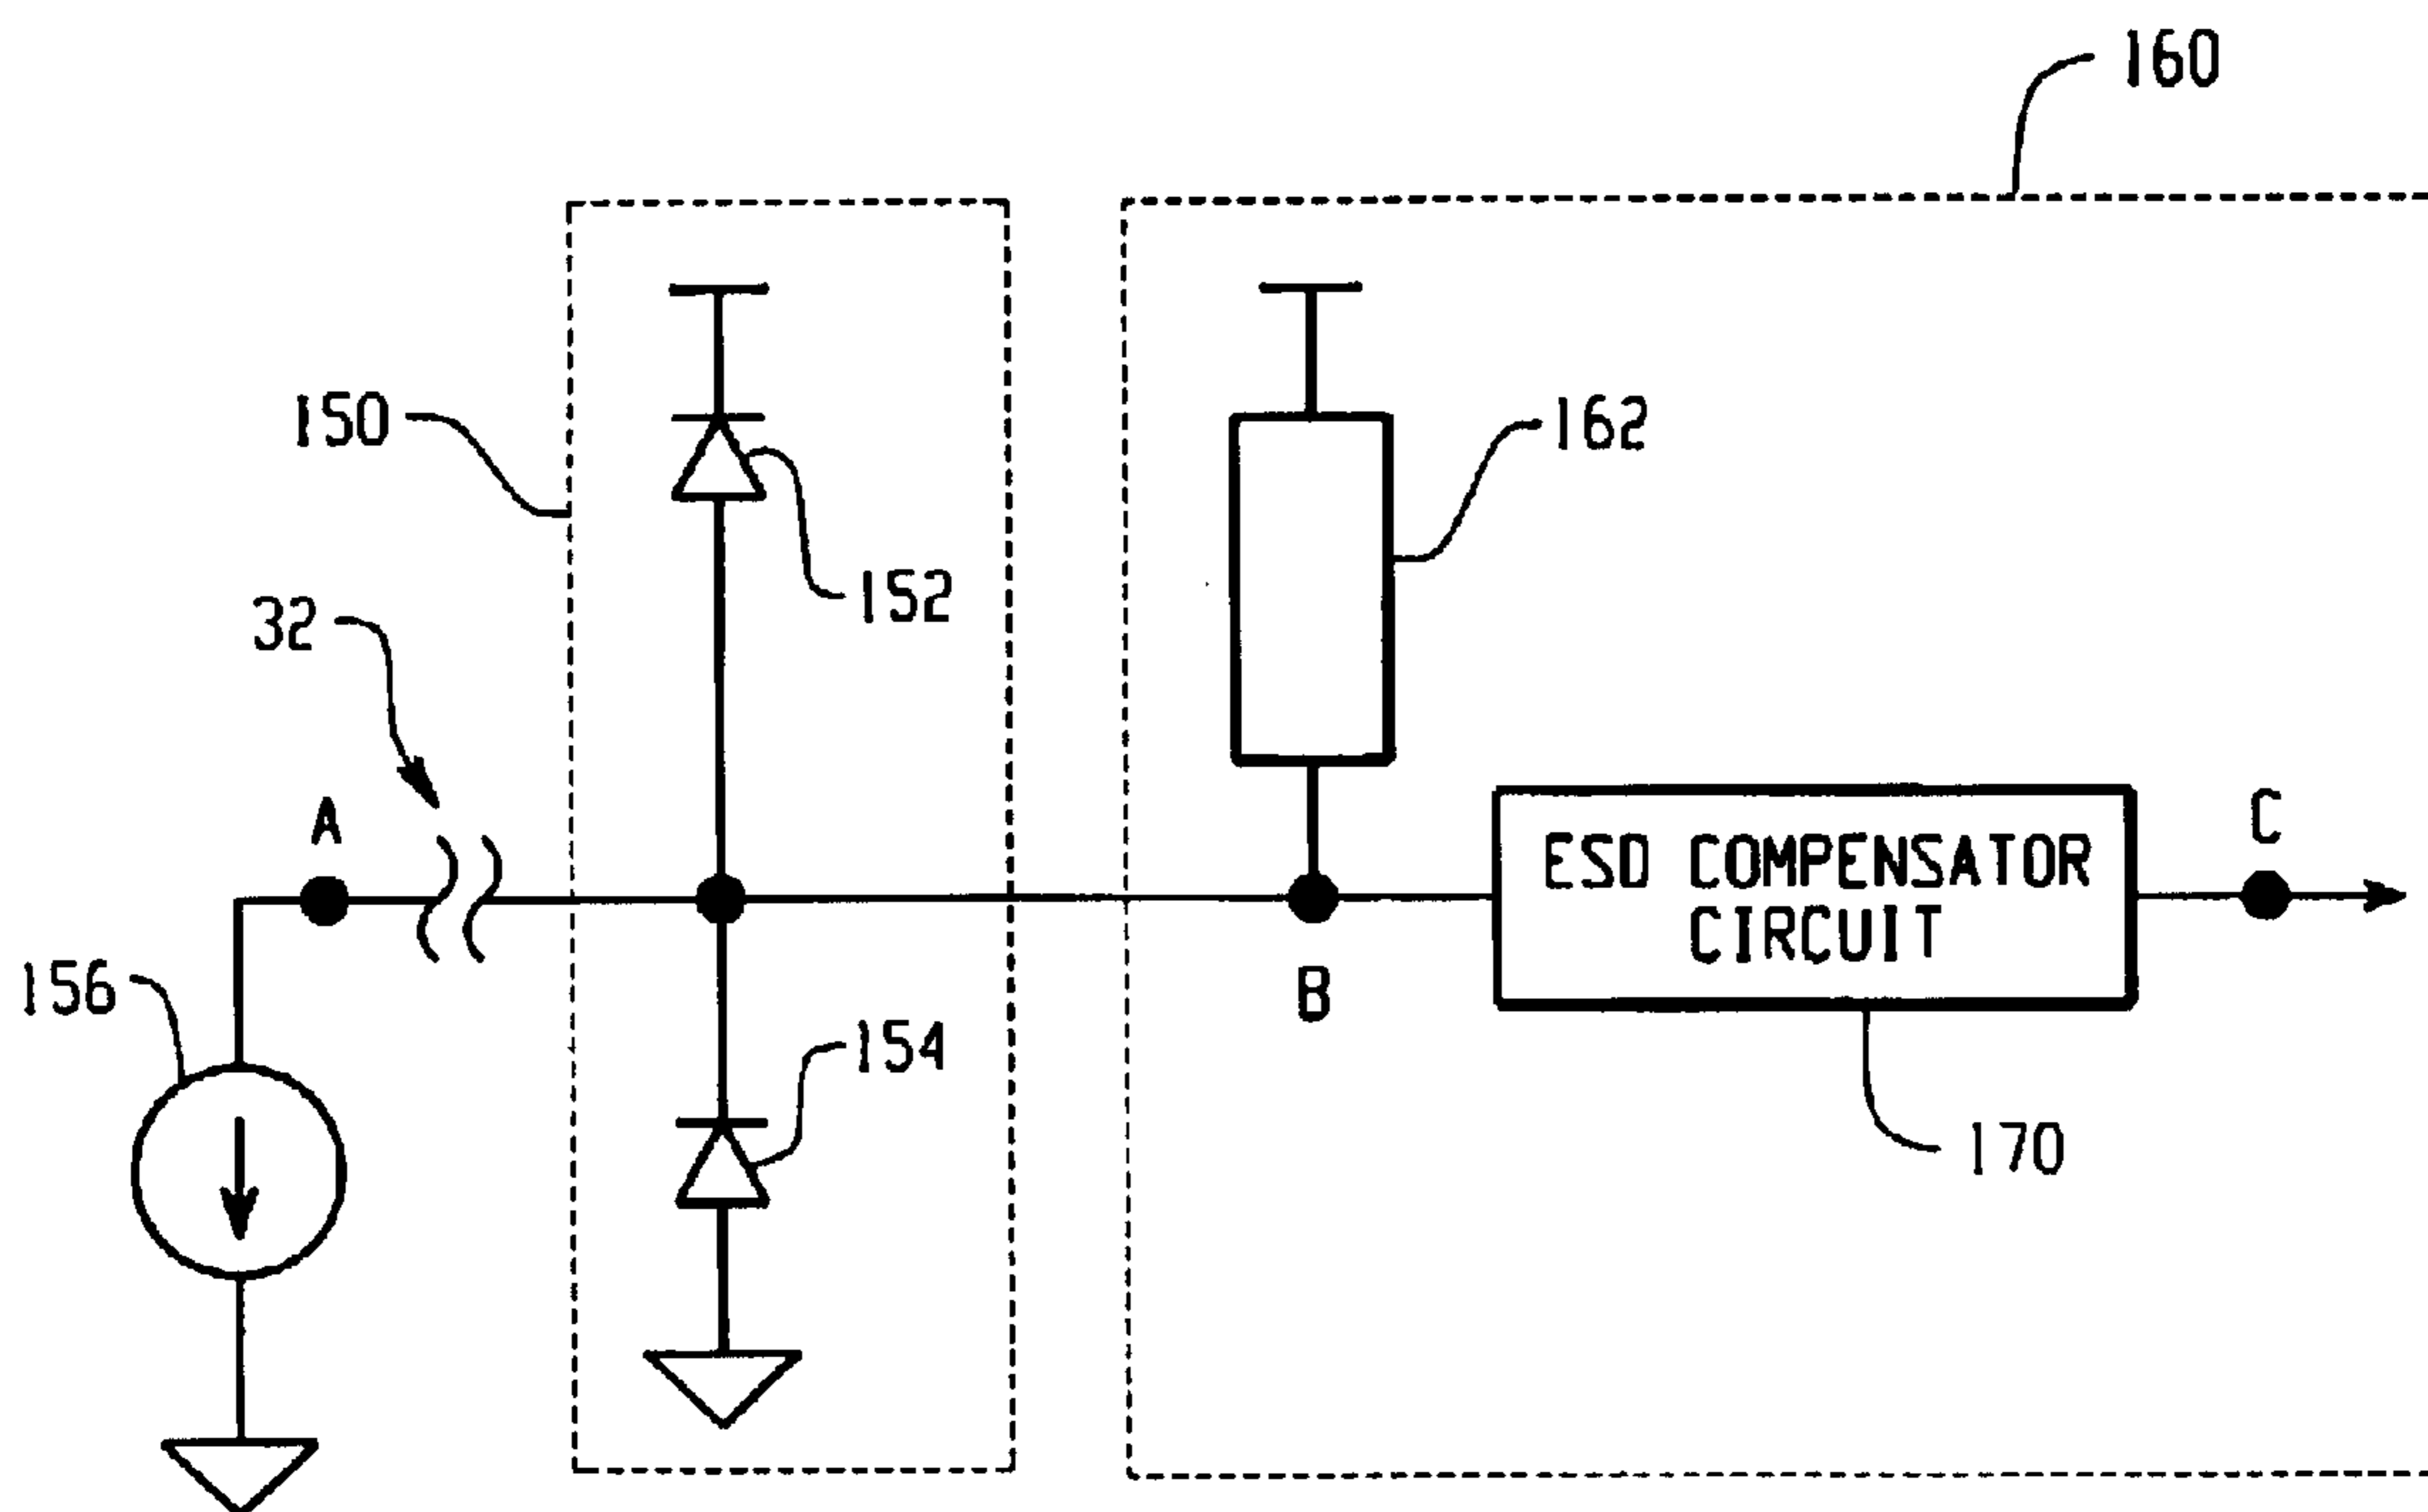 160
150
162
152
32
A
C
ESD COMPENSATOR
CIRCUIT
156
B
154
170